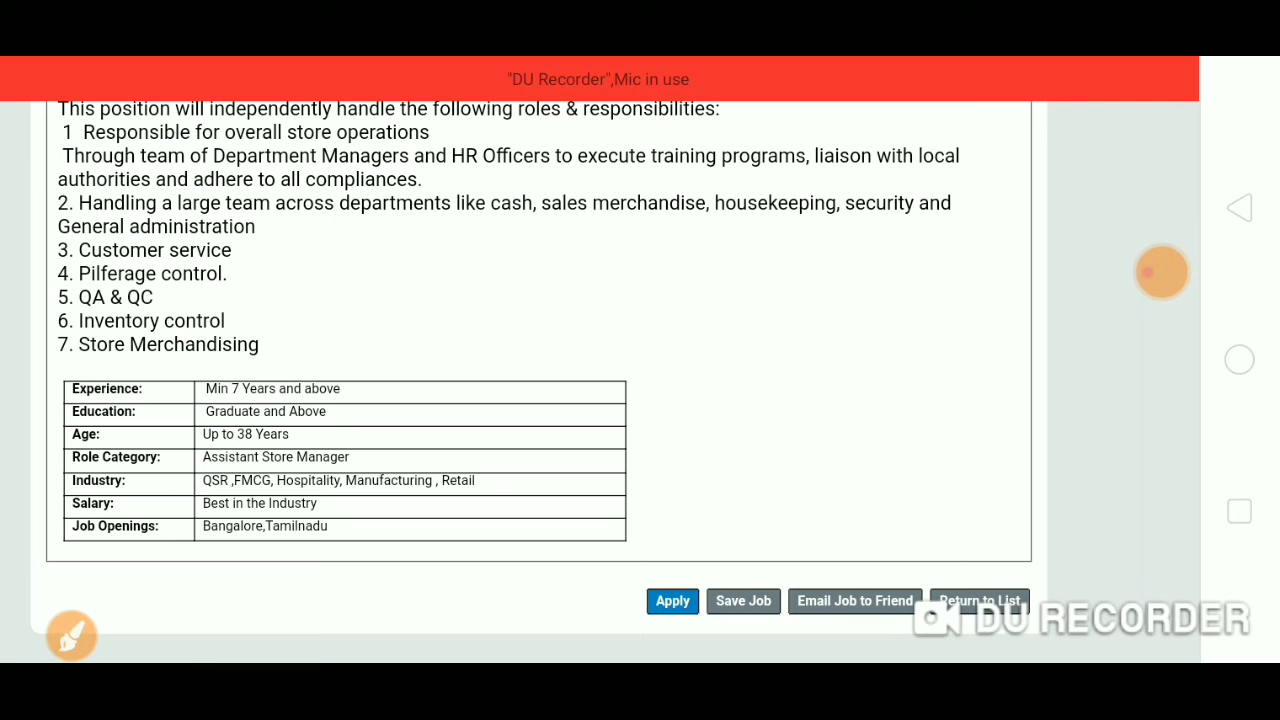 "DU Recorder",Mic in use
This position will independently handle the following roles & responsibilities:
1  Responsible for overall store operations
Through team of Department Managers and HR Officers to execute training programs, liaison with local
authorities and adhere to all compliances.
2. Handling a large team across departments like cash, sales merchandise, housekeeping, security and
General administration
3. Customer service
4. Pilferage control.
5. QA & QC
6. Inventory control
7. Store Merchandising
Experience: Min 7 Years and above
Education: Graduate and Above
Age: Up to 38 Years
Role Category: Assistant Store Manager
Industry: QSR ,FMCG, Hospitality, Manufacturing , Retail
Salary: Best in the Industry
Job Openings: Bangalore,Tamilnadu
Apply Save Job Email Job to Friend Return to List
DU RECORDER